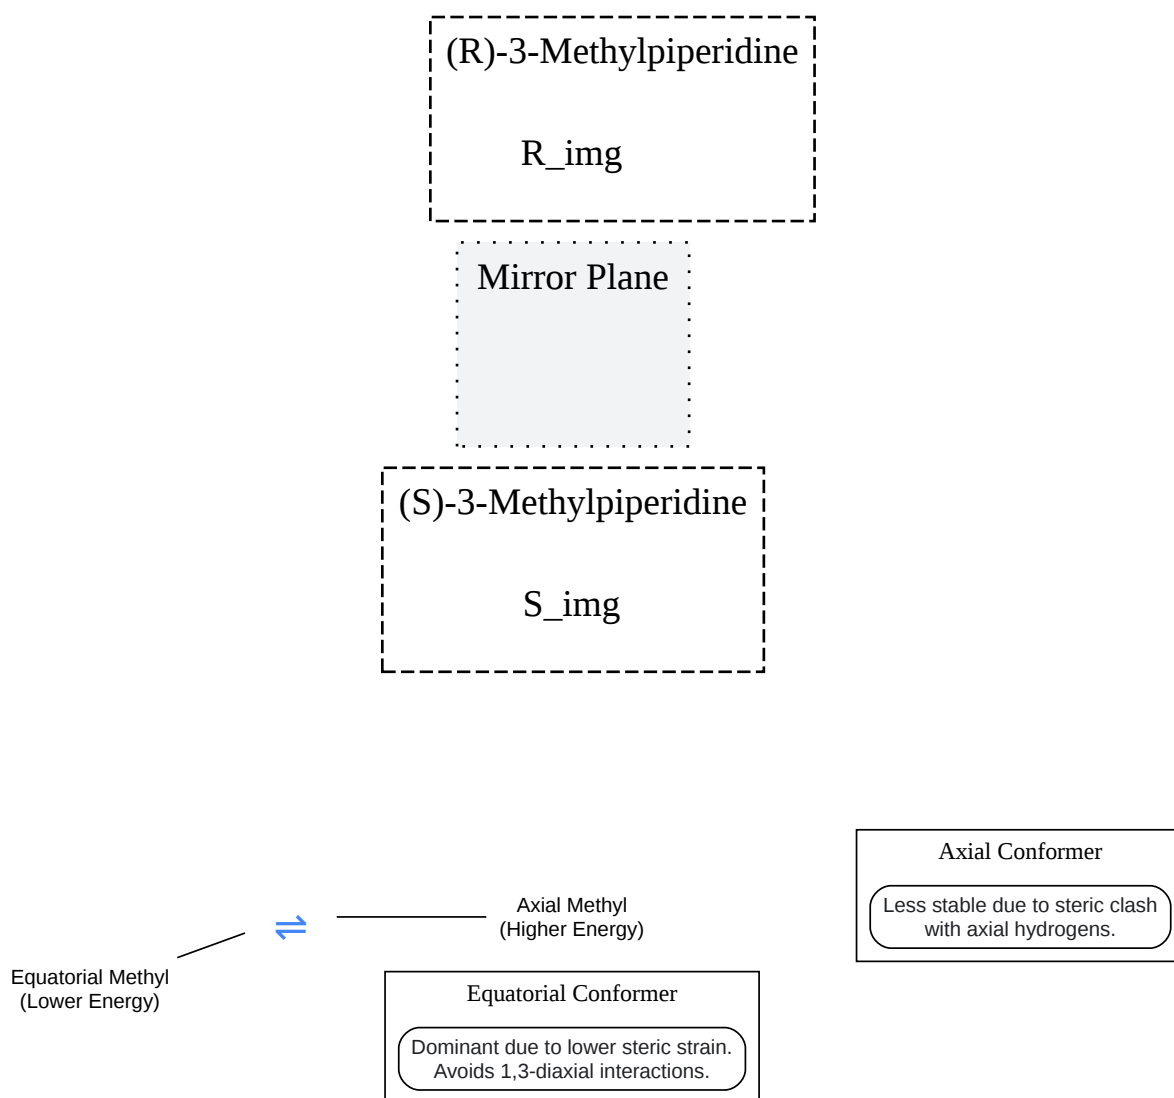 (R)-3-Methylpiperidine
R_img
Mirror Plane
(S)-3-Methylpiperidine
S_img
Axial Conformer
Less stable due to steric clash
with axial hydrogens.
Axial Methyl
(Higher Energy)
⇌
Equatorial Methyl
(Lower Energy)
Equatorial Conformer
Dominant due to lower steric strain.
Avoids 1,3-diaxial interactions.